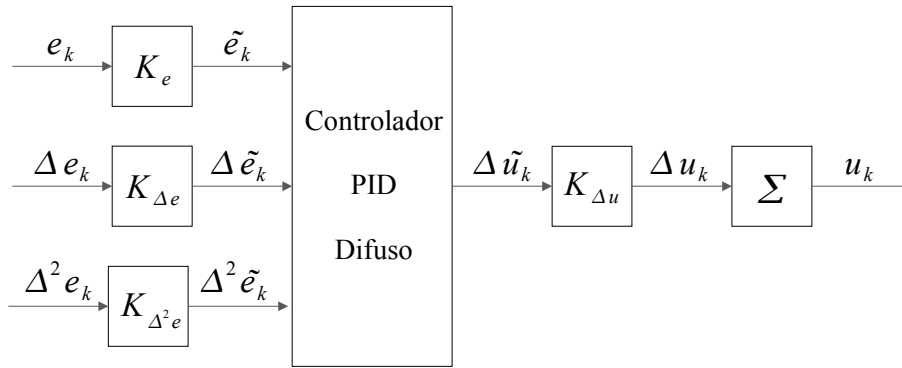 e_k K_e ẽ_k
Δe_k K_Δe Δẽ_k
Δ²e_k K_Δ²e Δ²ẽ_k
Controlador
PID
Difuso
Δũ_k K_Δu Δu_k Σ u_k